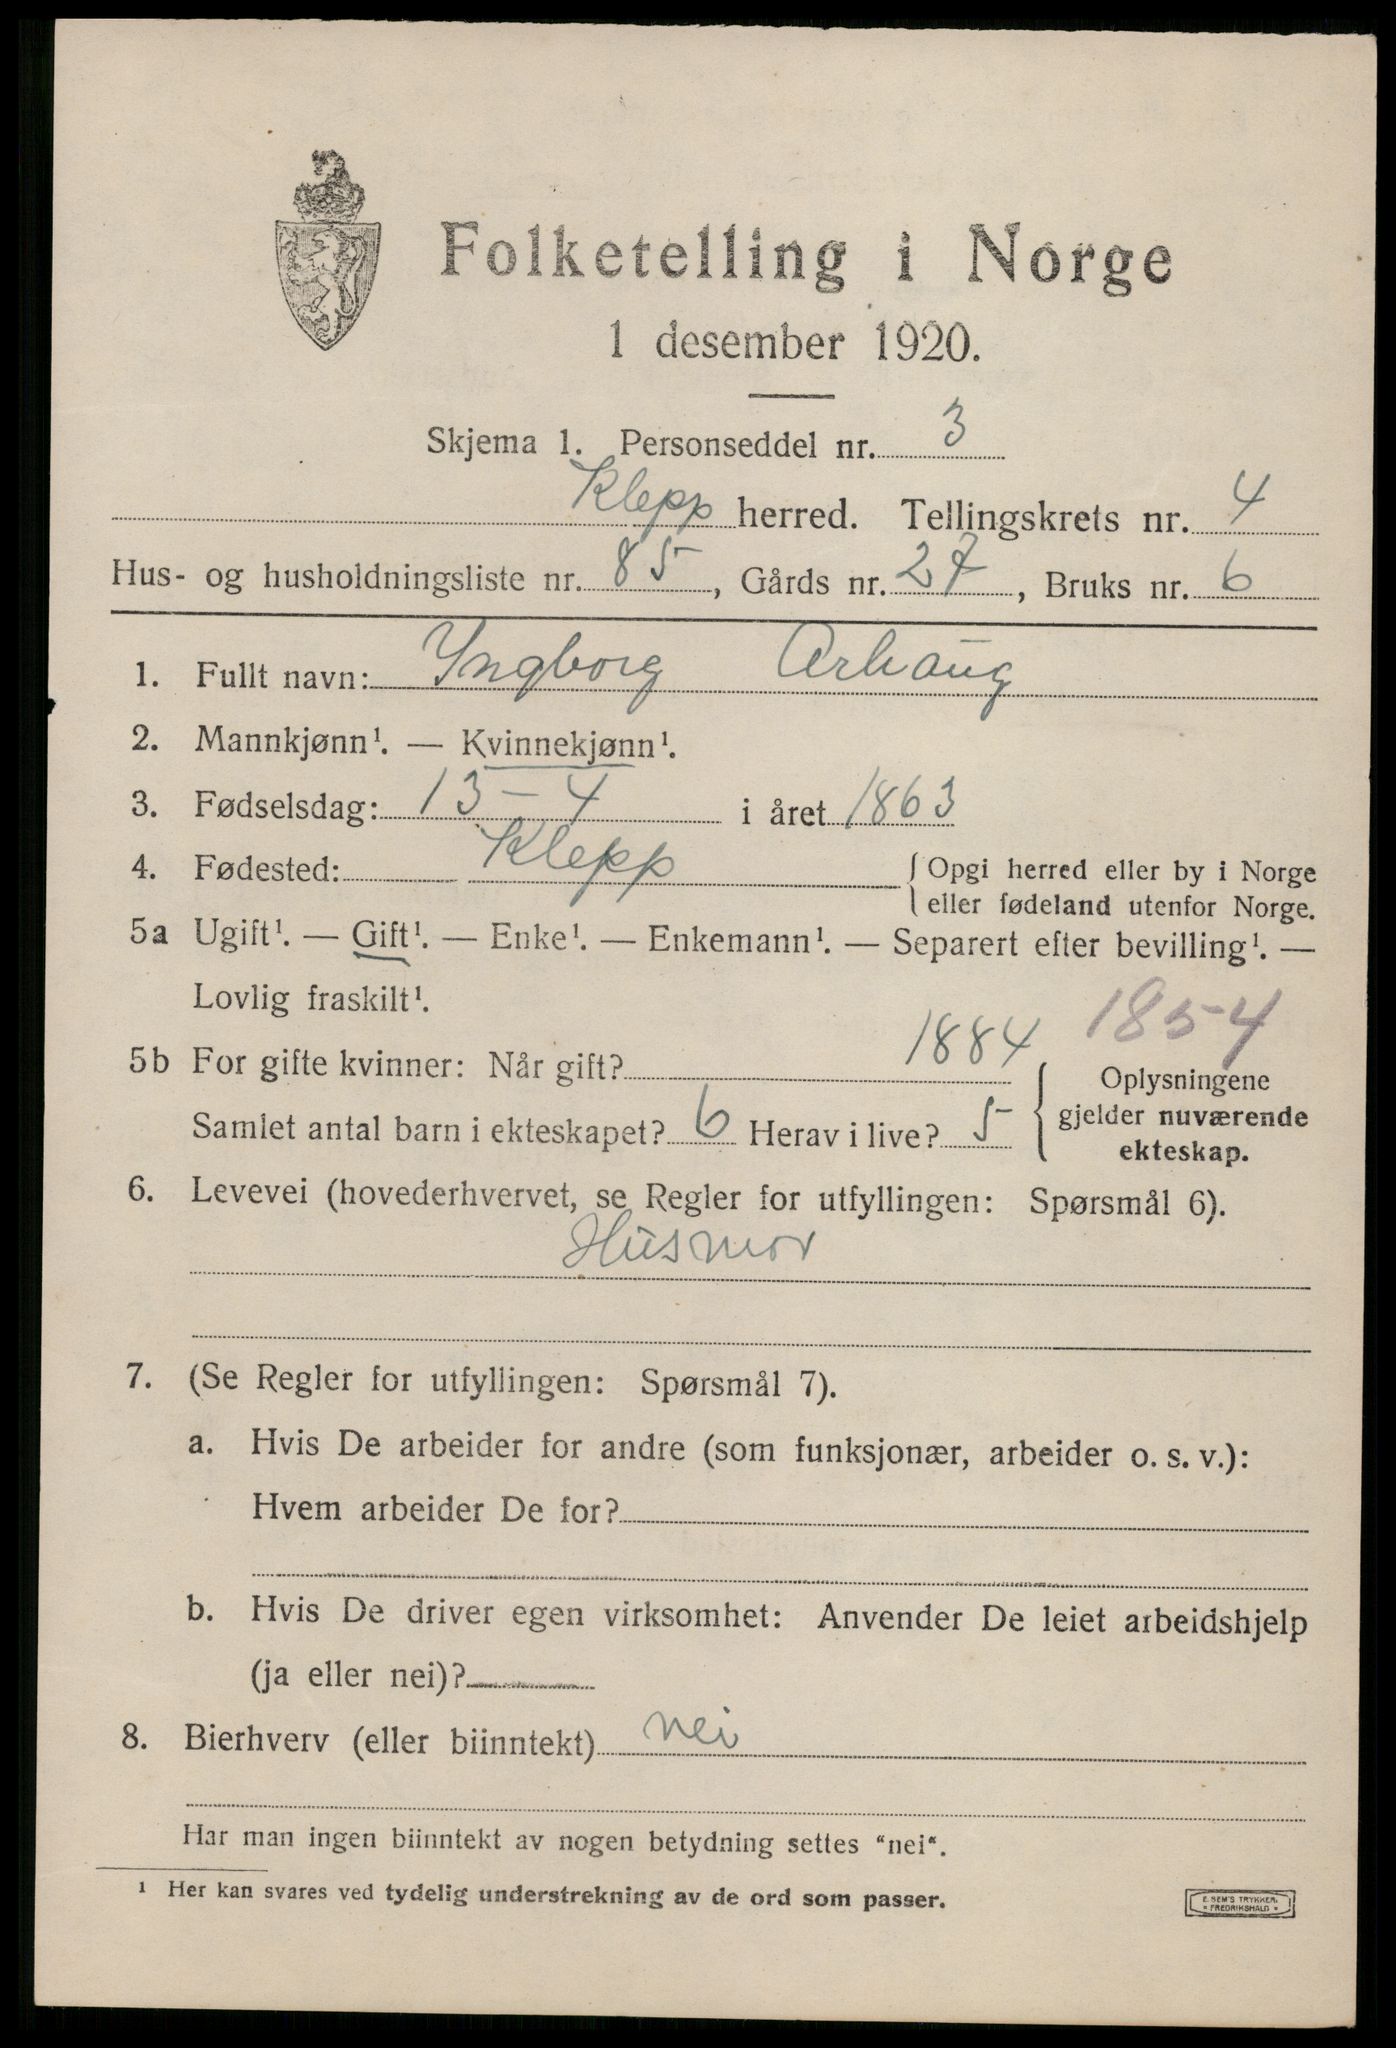 Folketelling i Norge
1 desember 1920.
Skjema 1. Personseddel nr. 3
Klepp herred. Tellingskrets nr. 4
Hus- og husholdningsliste nr. 85, Gårds nr. 27, Bruks nr. 6
1. Fullt navn: Yngborg Arhaug
2. Mannkjønn¹. — Kvinnekjønn¹.
3. Fødselsdag: 13-4 i året 1863
4. Fødested: Klepp { Opgi herred eller by i Norge
eller fødeland utenfor Norge.
5a Ugift¹. — Gift¹. — Enke¹. — Enkemann¹. — Separert efter bevilling¹. —
Lovlig fraskilt¹.
1854
5b For gifte kvinner: Når gift? 1884
Samlet antal barn i ekteskapet? 6 Herav i live? 5
{ Oplysningene
gjelder nuværende
ekteskap.
6. Levevei (hovederhvervet, se Regler for utfyllingen: Spørsmål 6).
Husmor
7. (Se Regler for utfyllingen: Spørsmål 7).
a. Hvis De arbeider for andre (som funksjonær, arbeider o. s. v.):
Hvem arbeider De for?
b. Hvis De driver egen virksomhet: Anvender De leiet arbeidshjelp
(ja eller nei)?
8. Bierhverv (eller biinntekt) nei
Har man ingen biinntekt av nogen betydning settes "nei".
¹ Her kan svares ved tydelig understrekning av de ord som passer.
E. SEM'S TRYKKER.
FREDRIKSHALD